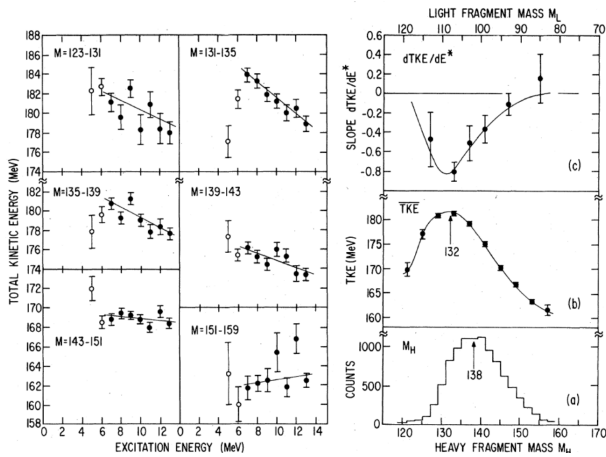 LIGHT FRAGMENT MASS M_L
120 110 100 90 80 70
188
186
184
182
180
178
176
M=123-131
M=131-135
182
180
178
176
174
M=135-139
M=139-143
174
172
170
168
166
164
162
160
158
M=143-151
M=151-159
TOTAL KINETIC ENERGY (MeV)
0 2 4 6 8 10 12 0 2 4 6 8 10 12 14
EXCITATION ENERGY (MeV)
0.6
0.4
0.2
0
-0.2
-0.4
-0.6
-0.8
SLOPE dTKE/dE*
dTKE/dE*
(c)
180
175
170
165
160
TKE (MeV)
TKE
132
(b)
1000
500
0
COUNTS
M_H
138
(a)
120 130 140 150 160 170
HEAVY FRAGMENT MASS M_H